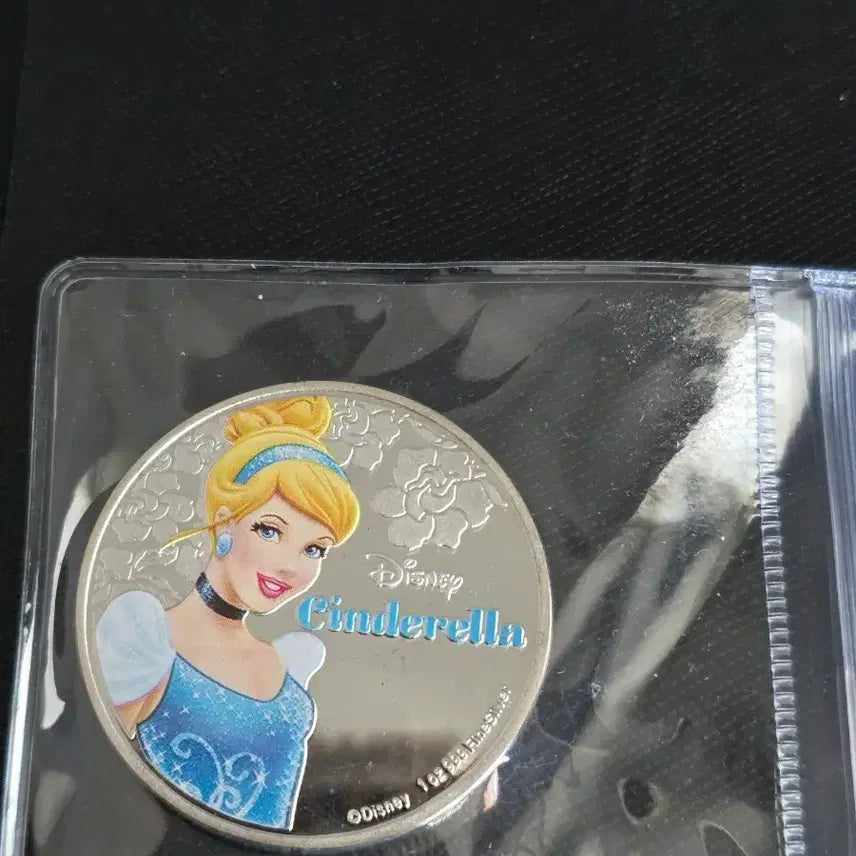 Disney
Cinderella
©Disney 1 oz 999 Fine Silver